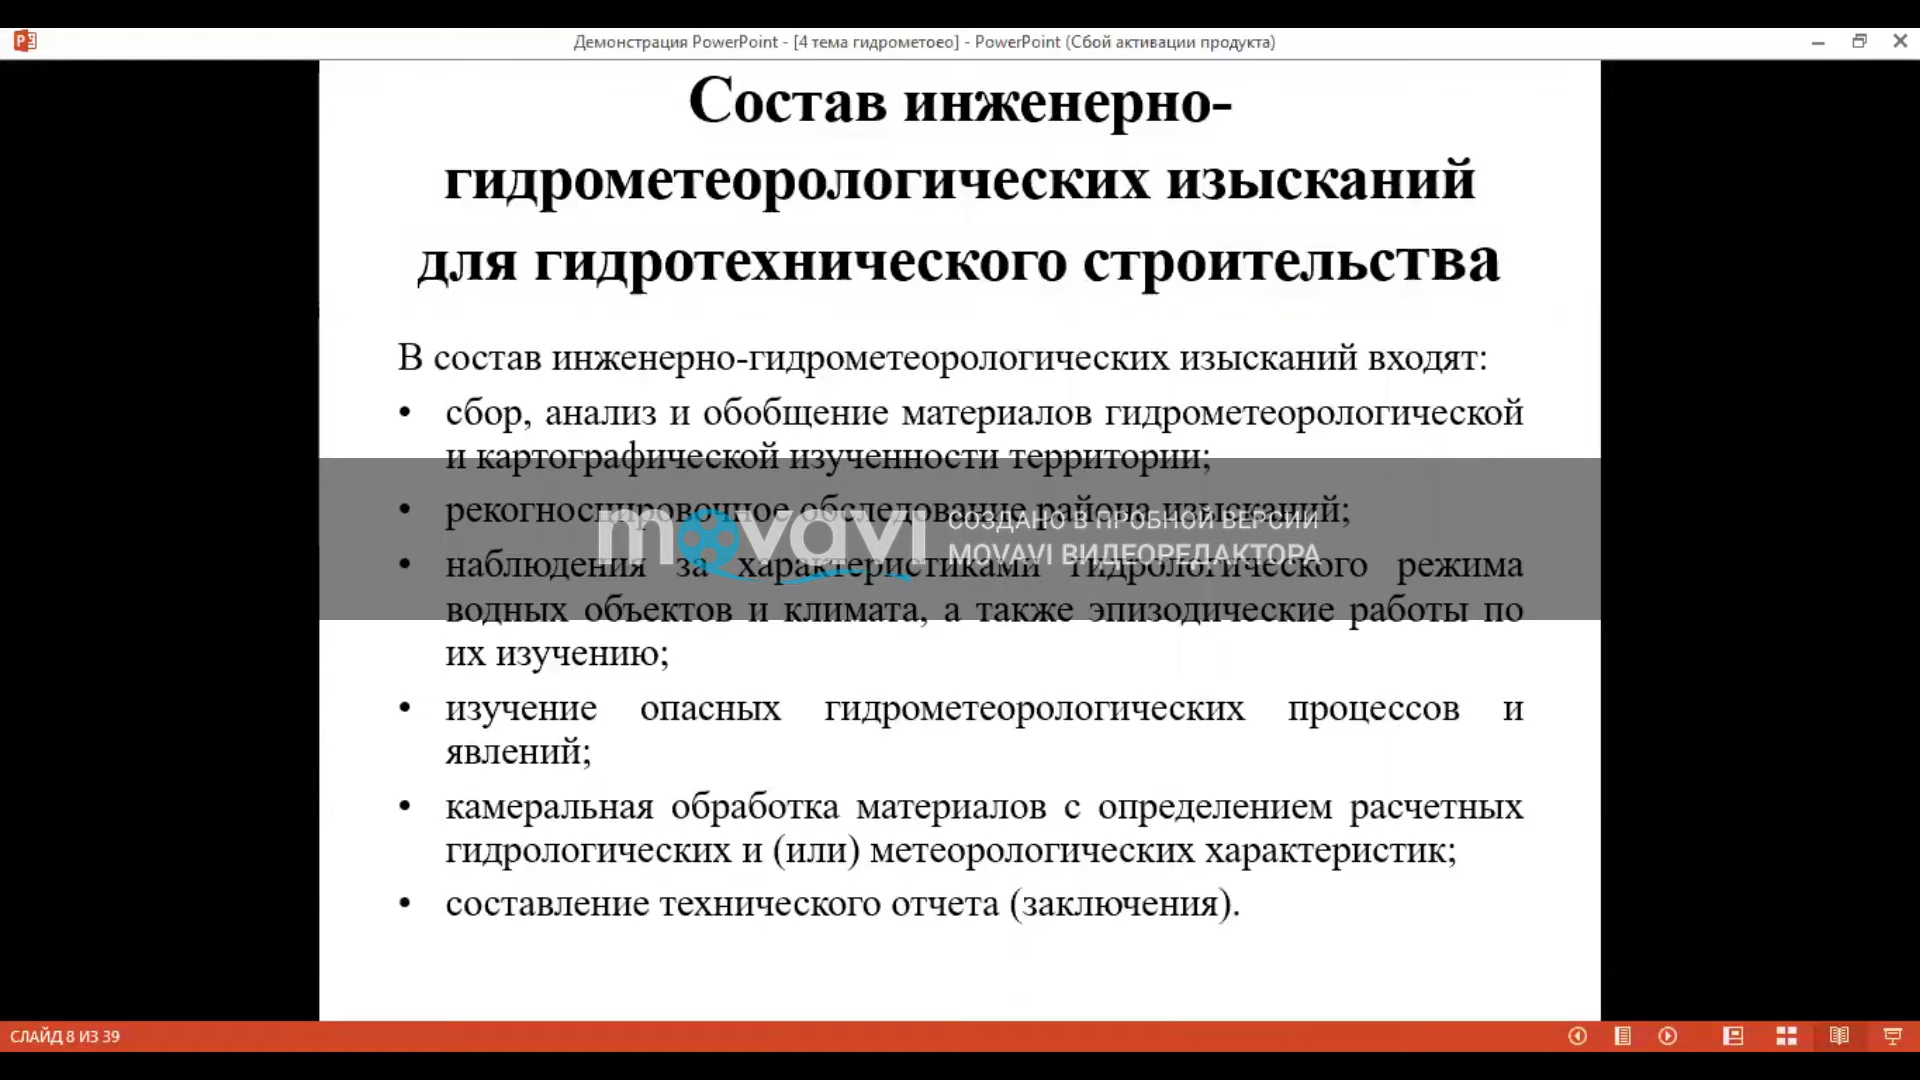 Демонстрация PowerPoint - [4 тема гидрометоео] - PowerPoint (Сбой активации продукта)
Состав инженерно-
гидрометеорологических изысканий
для гидротехнического строительства
В состав инженерно-гидрометеорологических изысканий входят:
• сбор, анализ и обобщение материалов гидрометеорологической
и картографической изученности территории;
• рекогносцировочное обследование района изысканий;
movavi
СОЗДАНО В ПРОБНОЙ ВЕРСИИ
MOVAVI ВИДЕОРЕДАКТОРА
• наблюдения за характеристиками гидрологического режима
водных объектов и климата, а также эпизодические работы по
их изучению;
• изучение опасных гидрометеорологических процессов и
явлений;
• камеральная обработка материалов с определением расчетных
гидрологических и (или) метеорологических характеристик;
• составление технического отчета (заключения).
СЛАЙД 8 ИЗ 39